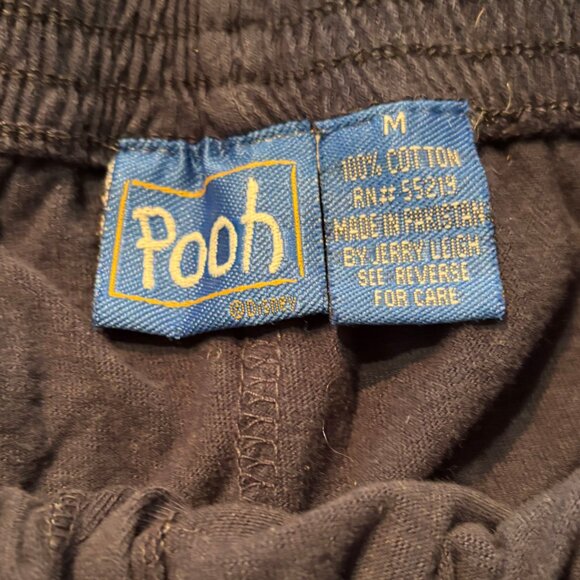 Pooh
©Disney
M
100% COTTON
RN# 55219
MADE IN PAKISTAN
BY JERRY LEIGH
SEE REVERSE
FOR CARE